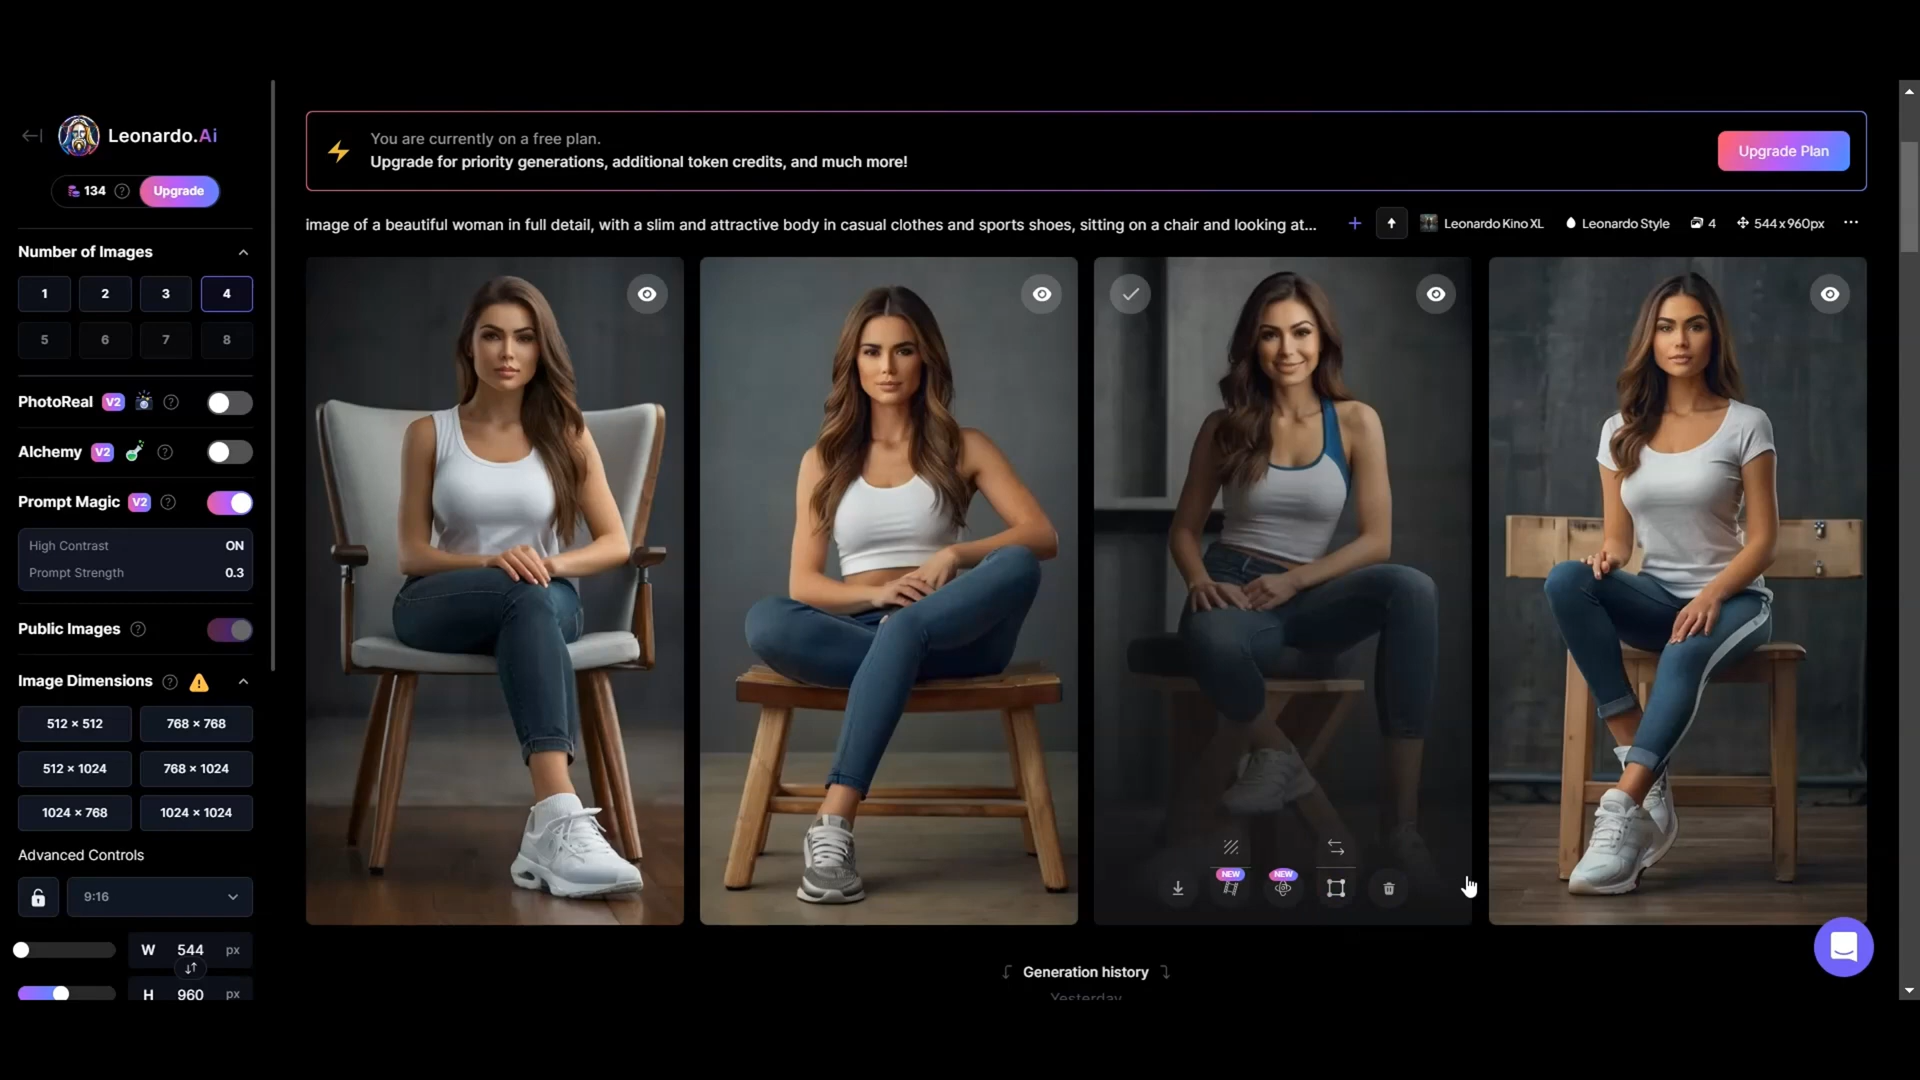 Leonardo.Ai
134
Upgrade
Number of Images
1 2 3 4
5 6 7 8
PhotoReal V2
Alchemy V2
Prompt Magic V2
High Contrast ON
Prompt Strength 0.3
Public Images
Image Dimensions
512 × 512 768 × 768
512 × 1024 768 × 1024
1024 × 768 1024 × 1024
Advanced Controls
9:16
W 544 px
H 960 px
You are currently on a free plan.
Upgrade for priority generations, additional token credits, and much more!
Upgrade Plan
image of a beautiful woman in full detail, with a slim and attractive body in casual clothes and sports shoes, sitting on a chair and looking at...
Leonardo Kino XL
Leonardo Style
4
544 x 960px
NEW NEW
Generation history
Yesterday